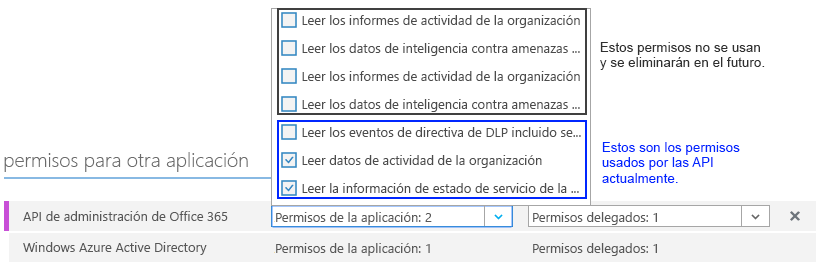 Leer los informes de actividad de la organización
Leer los datos de inteligencia contra amenazas ...
Leer los informes de actividad de la organización
Leer los datos de inteligencia contra amenazas ...
Estos permisos no se usan
y se eliminarán en el futuro.
Leer los eventos de directiva de DLP incluido se...
Leer datos de actividad de la organización
Leer la información de estado de servicio de la ...
Estos son los permisos
usados por las API
actualmente.
permisos para otra aplicación
API de administración de Office 365 Permisos de la aplicación: 2 Permisos delegados: 1
Windows Azure Active Directory Permisos de la aplicación: 1 Permisos delegados: 1